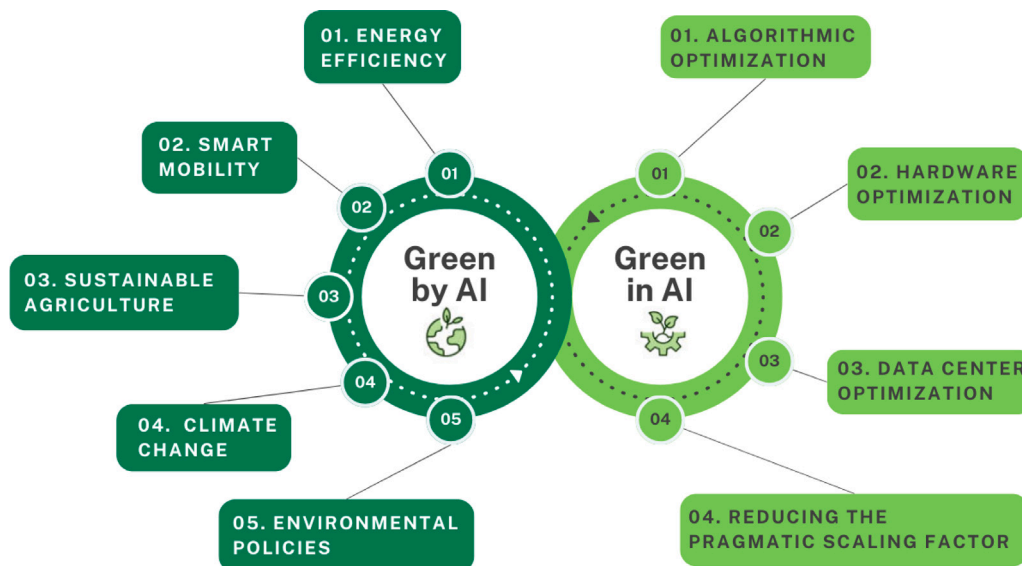 01. ENERGY
EFFICIENCY
02. SMART
MOBILITY
03. SUSTAINABLE
AGRICULTURE
04. CLIMATE
CHANGE
05. ENVIRONMENTAL
POLICIES
01
02
03
04
05
Green
by AI
Green
in AI
01
02
03
04
01. ALGORITHMIC
OPTIMIZATION
02. HARDWARE
OPTIMIZATION
03. DATA CENTER
OPTIMIZATION
04. REDUCING THE
PRAGMATIC SCALING FACTOR